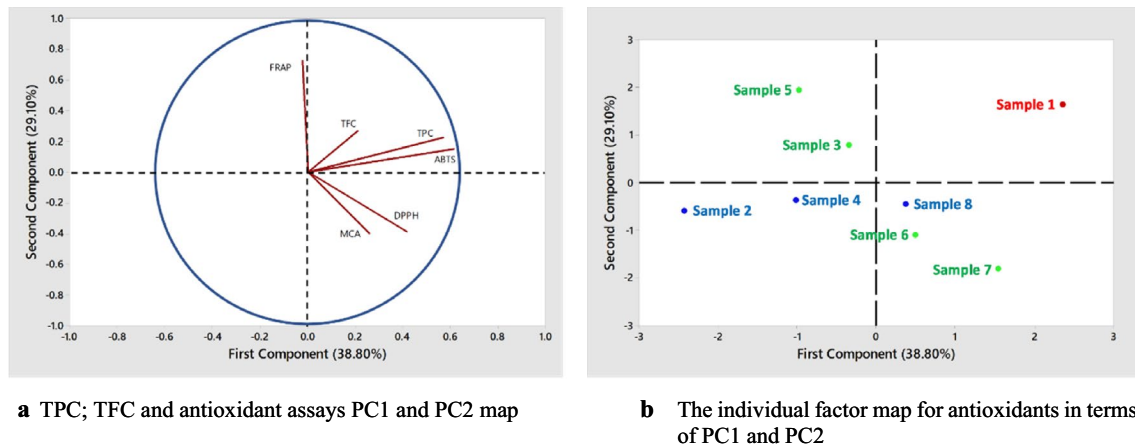 1.0
0.8
0.6
0.4
0.2
0.0
-0.2
-0.4
-0.6
-0.8
-1.0
Second Component (29.10%)
FRAP
TFC
TPC
ABTS
DPPH
MCA
-1.0 -0.8 -0.6 -0.4 -0.2 0.0 0.2 0.4 0.6 0.8 1.0
First Component (38.80%)
a TPC; TFC and antioxidant assays PC1 and PC2 map
3
2
1
0
-1
-2
-3
Second Component (29.10%)
Sample 5
Sample 1
Sample 3
Sample 4
Sample 8
Sample 2
Sample 6
Sample 7
-3 -2 -1 0 1 2 3
First Component (38.80%)
b The individual factor map for antioxidants in terms
of PC1 and PC2